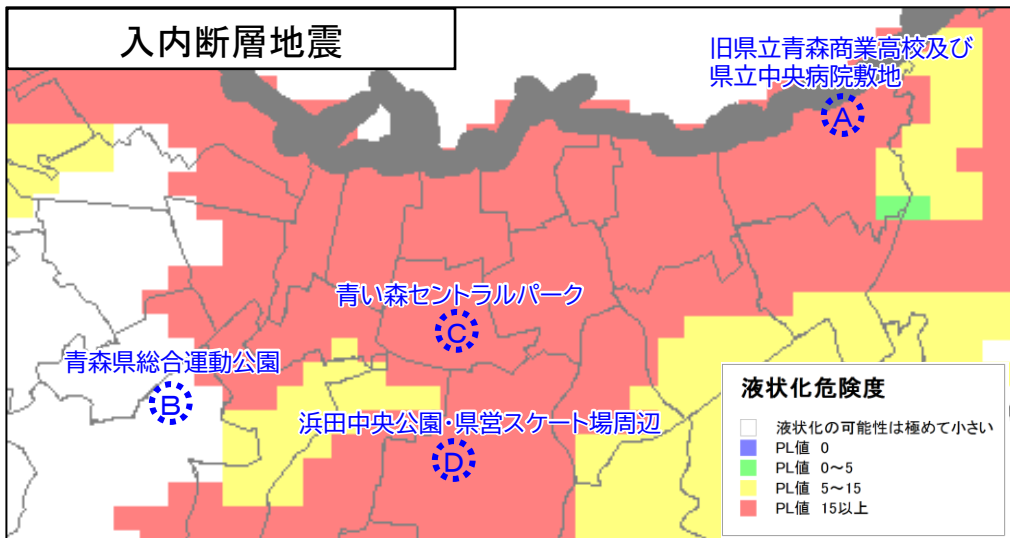 入内断層地震
旧県立青森商業高校及び
県立中央病院敷地
A
青い森セントラルパーク
C
青森県総合運動公園
B
浜田中央公園・県営スケート場周辺
D
液状化危険度
液状化の可能性は極めて小さい
PL値 0
PL値 0～5
PL値 5～15
PL値 15以上